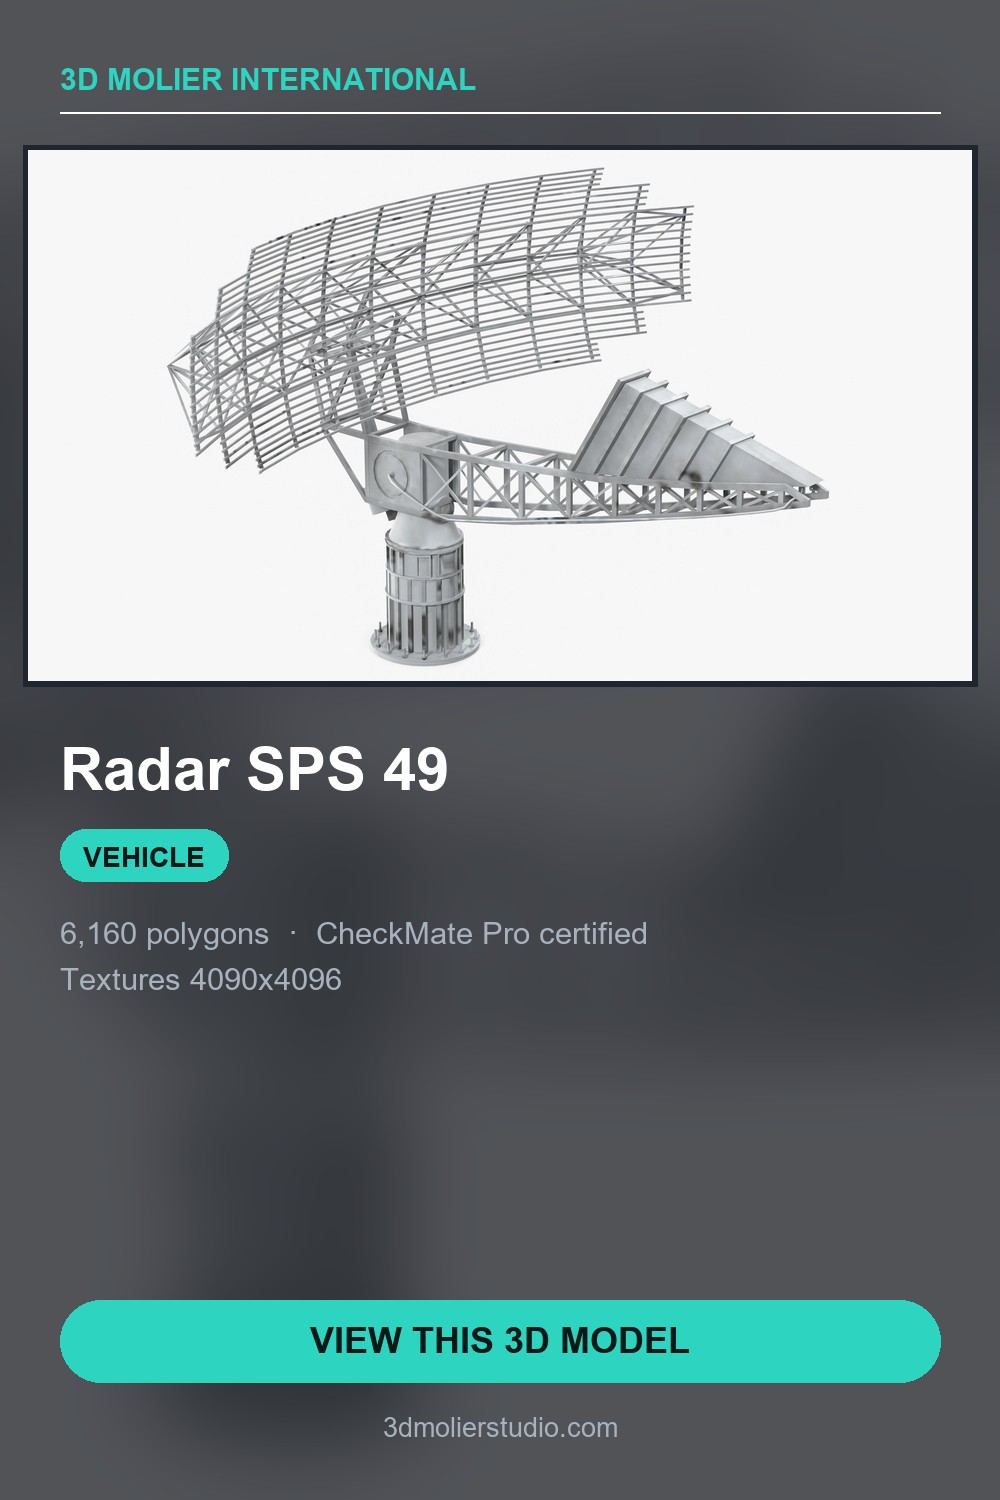 3D MOLIER INTERNATIONAL
Radar SPS 49
VEHICLE
6,160 polygons · CheckMate Pro certified
Textures 4090x4096
VIEW THIS 3D MODEL
3dmolierstudio.com